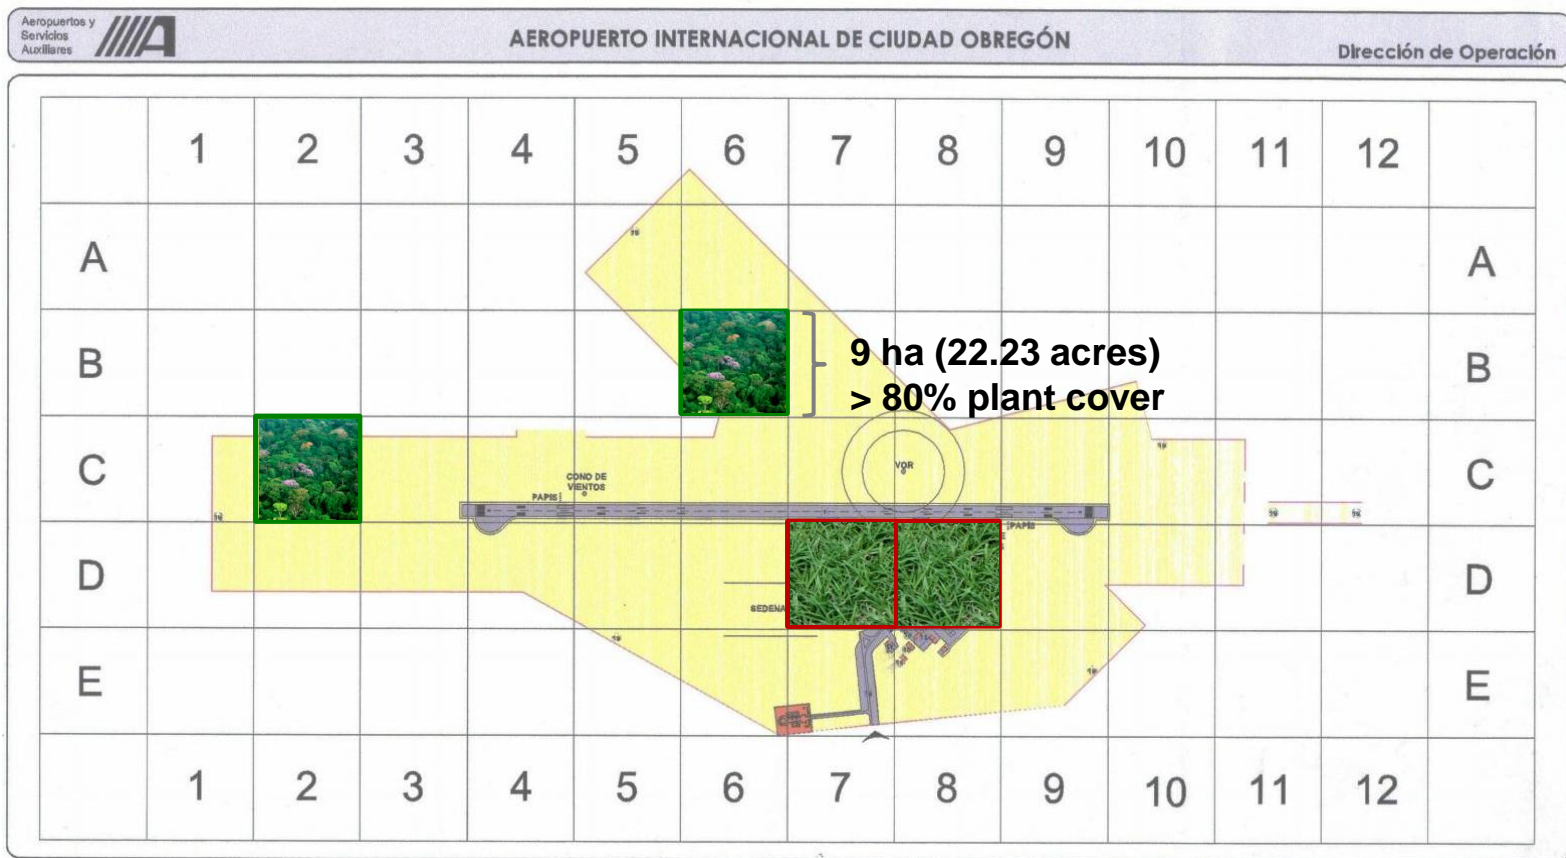 Aeropuertos y
Servicios
Auxiliares
AEROPUERTO INTERNACIONAL DE CIUDAD OBREGÓN
Dirección de Operación
1 2 3 4 5 6 7 8 9 10 11 12
A A
B 9 ha (22.23 acres) B
> 80% plant cover
C C
VOR
CONO DE
VIENTOS
PAPIS
PAPIS
D D
SEDENA
E E
1 2 3 4 5 6 7 8 9 10 11 12